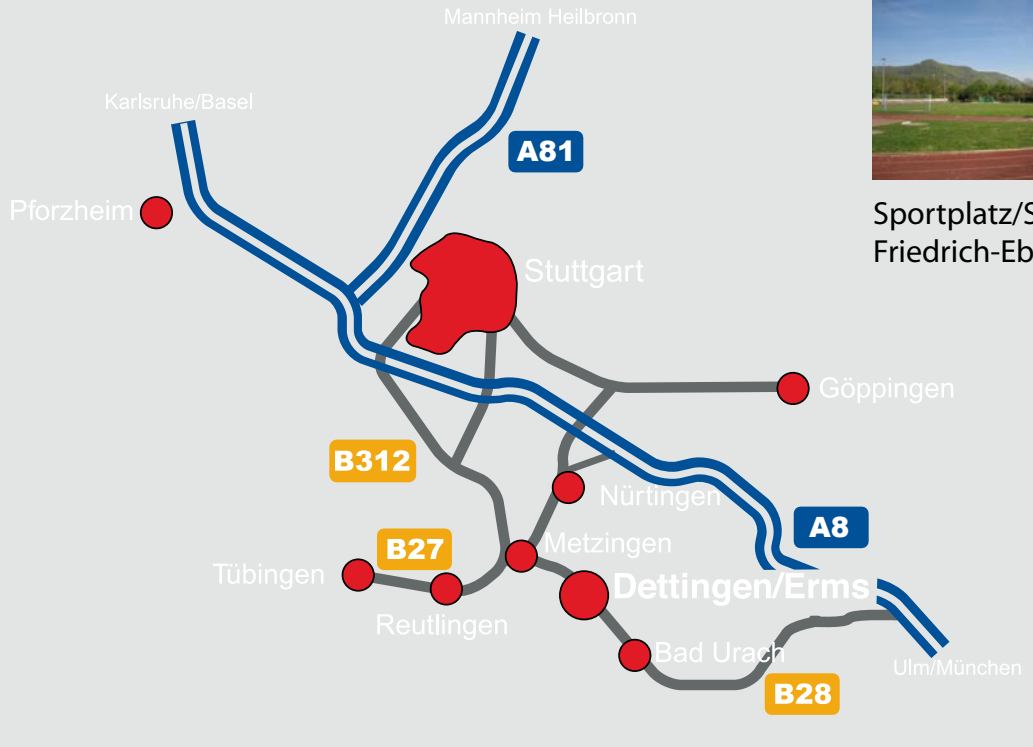 Mannheim Heilbronn
Karlsruhe/Basel
A81
Pforzheim
Sportplatz/S
Friedrich-Eb
Stuttgart
Göppingen
B312
Nürtingen
A8
B27
Metzingen
Tübingen
Dettingen/Erms
Reutlingen
Bad Urach
Ulm/München
B28